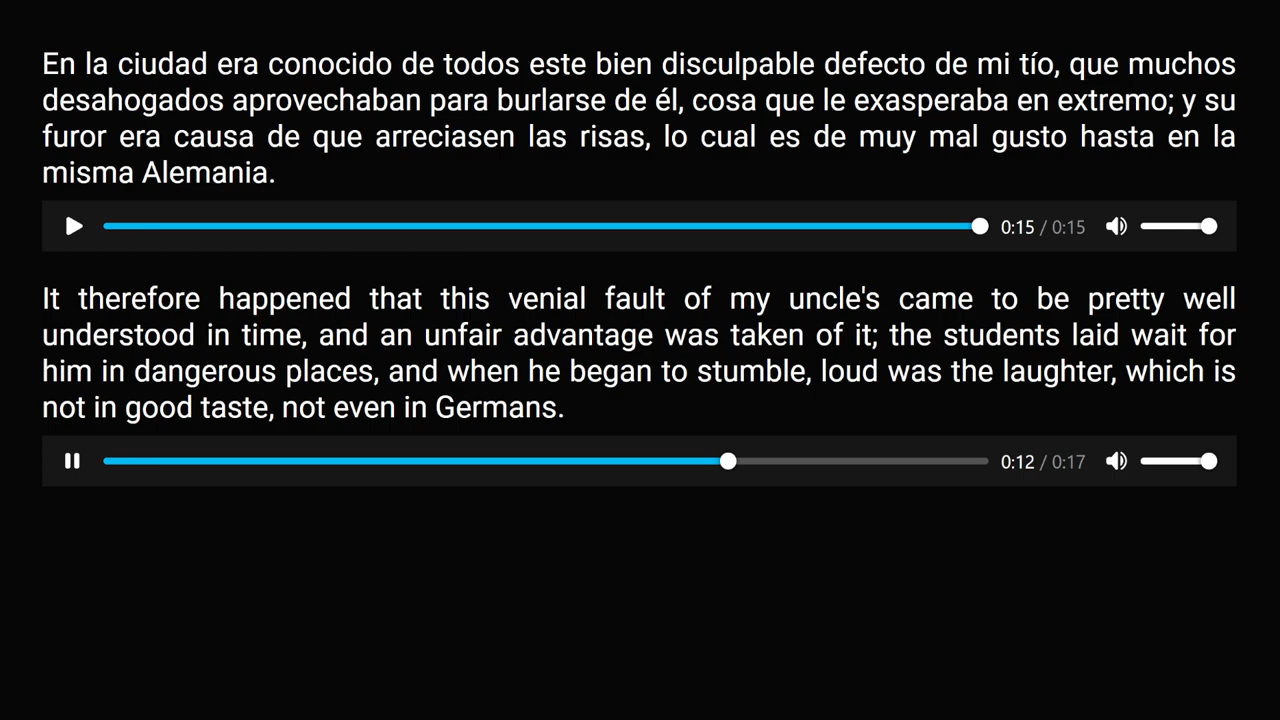 En la ciudad era conocido de todos este bien disculpable defecto de mi tío, que muchos
desahogados aprovechaban para burlarse de él, cosa que le exasperaba en extremo; y su
furor era causa de que arreciasen las risas, lo cual es de muy mal gusto hasta en la
misma Alemania.
0:15 / 0:15
It therefore happened that this venial fault of my uncle's came to be pretty well
understood in time, and an unfair advantage was taken of it; the students laid wait for
him in dangerous places, and when he began to stumble, loud was the laughter, which is
not in good taste, not even in Germans.
0:12 / 0:17